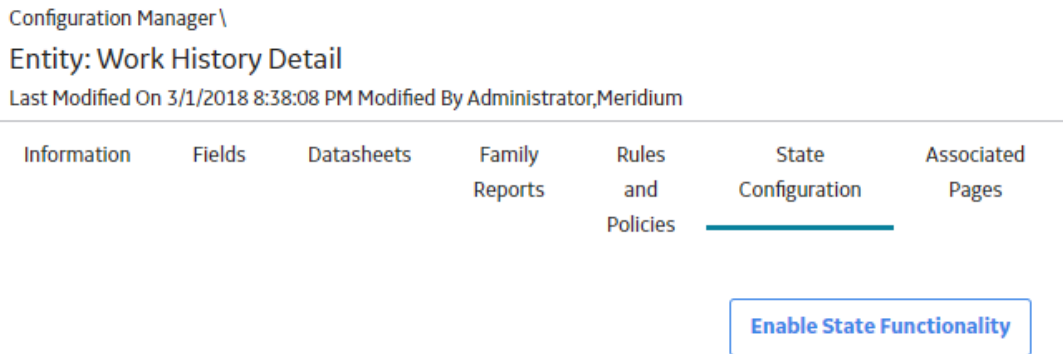 Configuration Manager\
Entity: Work History Detail
Last Modified On 3/1/2018 8:38:08 PM Modified By Administrator,Meridium
Information
Fields
Datasheets
Family
Reports
Rules
and
Policies
State
Configuration
Associated
Pages
Enable State Functionality